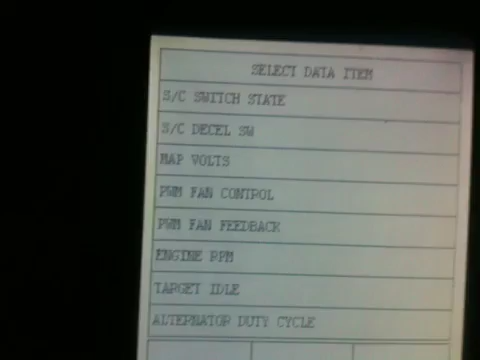 SELECT DATA ITEM
S/C SWITCH STATE
S/C DECEL SW
MAP VOLTS
PWM FAN CONTROL
PWM FAN FEEDBACK
ENGINE RPM
TARGET IDLE
ALTERNATOR DUTY CYCLE